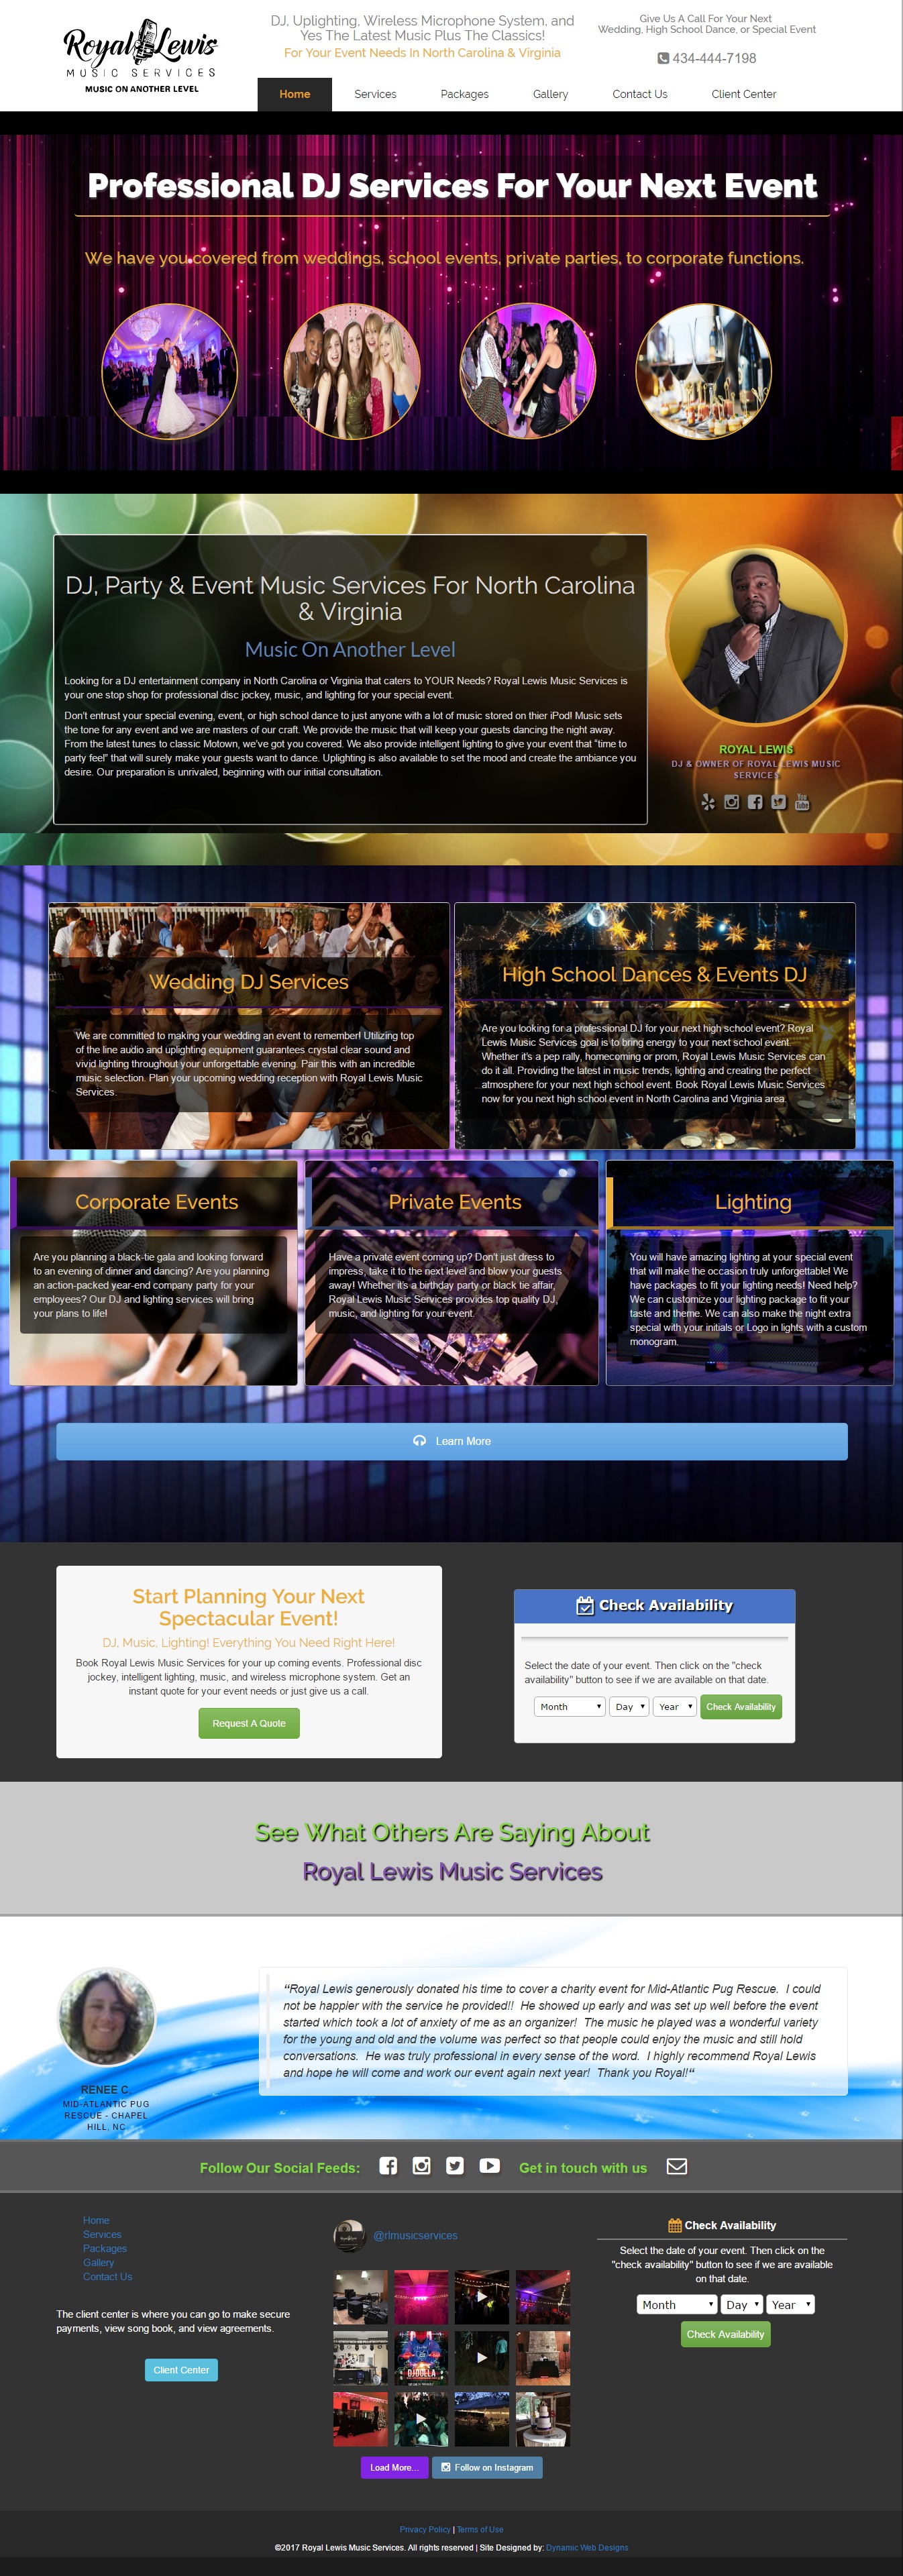 Royal Lewis
MUSIC SERVICES
MUSIC ON ANOTHER LEVEL
DJ, Uplighting, Wireless Microphone System, and
Yes The Latest Music Plus The Classics!
For Your Event Needs In North Carolina & Virginia
Give Us A Call For Your Next
Wedding, High School Dance, or Special Event
434-444-7198
Home Services Packages Gallery Contact Us Client Center
Professional DJ Services For Your Next Event
We have you covered from weddings, school events, private parties, to corporate functions.
DJ, Party & Event Music Services For North Carolina
& Virginia
Music On Another Level
Looking for a DJ entertainment company in North Carolina or Virginia that caters to YOUR Needs? Royal Lewis Music Services is
your one stop shop for professional disc jockey, music, and lighting for your special event.
Don't entrust your special evening, event, or high school dance to just anyone with a lot of music stored on thier iPod! Music sets
the tone for any event and we are masters of our craft. We provide the music that will keep your guests dancing the night away.
From the latest tunes to classic Motown, we've got you covered. We also provide intelligent lighting to give your event that "time to
party feel" that will surely make your guests want to dance. Uplighting is also available to set the mood and create the ambiance you
desire. Our preparation is unrivaled, beginning with our initial consultation.
ROYAL LEWIS
DJ & OWNER OF ROYAL LEWIS MUSIC
SERVICES
Wedding DJ Services
We are committed to making your wedding an event to remember! Utilizing top
of the line audio and uplighting equipment guarantees crystal clear sound and
vivid lighting throughout your unforgettable evening. Pair this with an incredible
music selection. Plan your upcoming wedding reception with Royal Lewis Music
Services.
High School Dances & Events DJ
Are you looking for a professional DJ for your next high school event? Royal
Lewis Music Services goal is to bring energy to your next school event.
Whether it's a pep rally, homecoming or prom, Royal Lewis Music Services can
do it all. Providing the latest in music trends, lighting and creating the perfect
atmosphere for your next high school event. Book Royal Lewis Music Services
now for you next high school event in North Carolina and Virginia area.
Corporate Events
Are you planning a black-tie gala and looking forward
to an evening of dinner and dancing? Are you planning
an action-packed year-end company party for your
employees? Our DJ and lighting services will bring
your plans to life!
Private Events
Have a private event coming up? Don't just dress to
impress, take it to the next level and blow your guests
away! Whether it's a birthday party or black tie affair,
Royal Lewis Music Services provides top quality DJ,
music, and lighting for your event.
Lighting
You will have amazing lighting at your special event
that will make the occasion truly unforgettable! We
have packages to fit your lighting needs! Need help?
We can customize your lighting package to fit your
taste and theme. We can also make the night extra
special with your initials or Logo in lights with a custom
monogram.
Learn More
Start Planning Your Next
Spectacular Event!
DJ, Music, Lighting! Everything You Need Right Here!
Book Royal Lewis Music Services for your up coming events. Professional disc
jockey, intelligent lighting, music, and wireless microphone system. Get an
instant quote for your event needs or just give us a call.
Request A Quote
Check Availability
Select the date of your event. Then click on the "check
availability" button to see if we are available on that date.
Month Day Year Check Availability
See What Others Are Saying About
Royal Lewis Music Services
RENEE C.
MID-ATLANTIC PUG
RESCUE - CHAPEL
HILL, NC
“Royal Lewis generously donated his time to cover a charity event for Mid-Atlantic Pug Rescue. I could
not be happier with the service he provided!! He showed up early and was set up well before the event
started which took a lot of anxiety of me as an organizer! The music he played was a wonderful variety
for the young and old and the volume was perfect so that people could enjoy the music and still hold
conversations. He was truly professional in every sense of the word. I highly recommend Royal Lewis
and hope he will come and work our event again next year! Thank you Royal!“
Follow Our Social Feeds: Get in touch with us
Home
Services
Packages
Gallery
Contact Us
The client center is where you can go to make secure
payments, view song book, and view agreements.
Client Center
@rlmusicservices
Load More... Follow on Instagram
Check Availability
Select the date of your event. Then click on the
"check availability" button to see if we are available
on that date.
Month Day Year
Check Availability
Privacy Policy | Terms of Use
©2017 Royal Lewis Music Services. All rights reserved | Site Designed by: Dynamic Web Designs